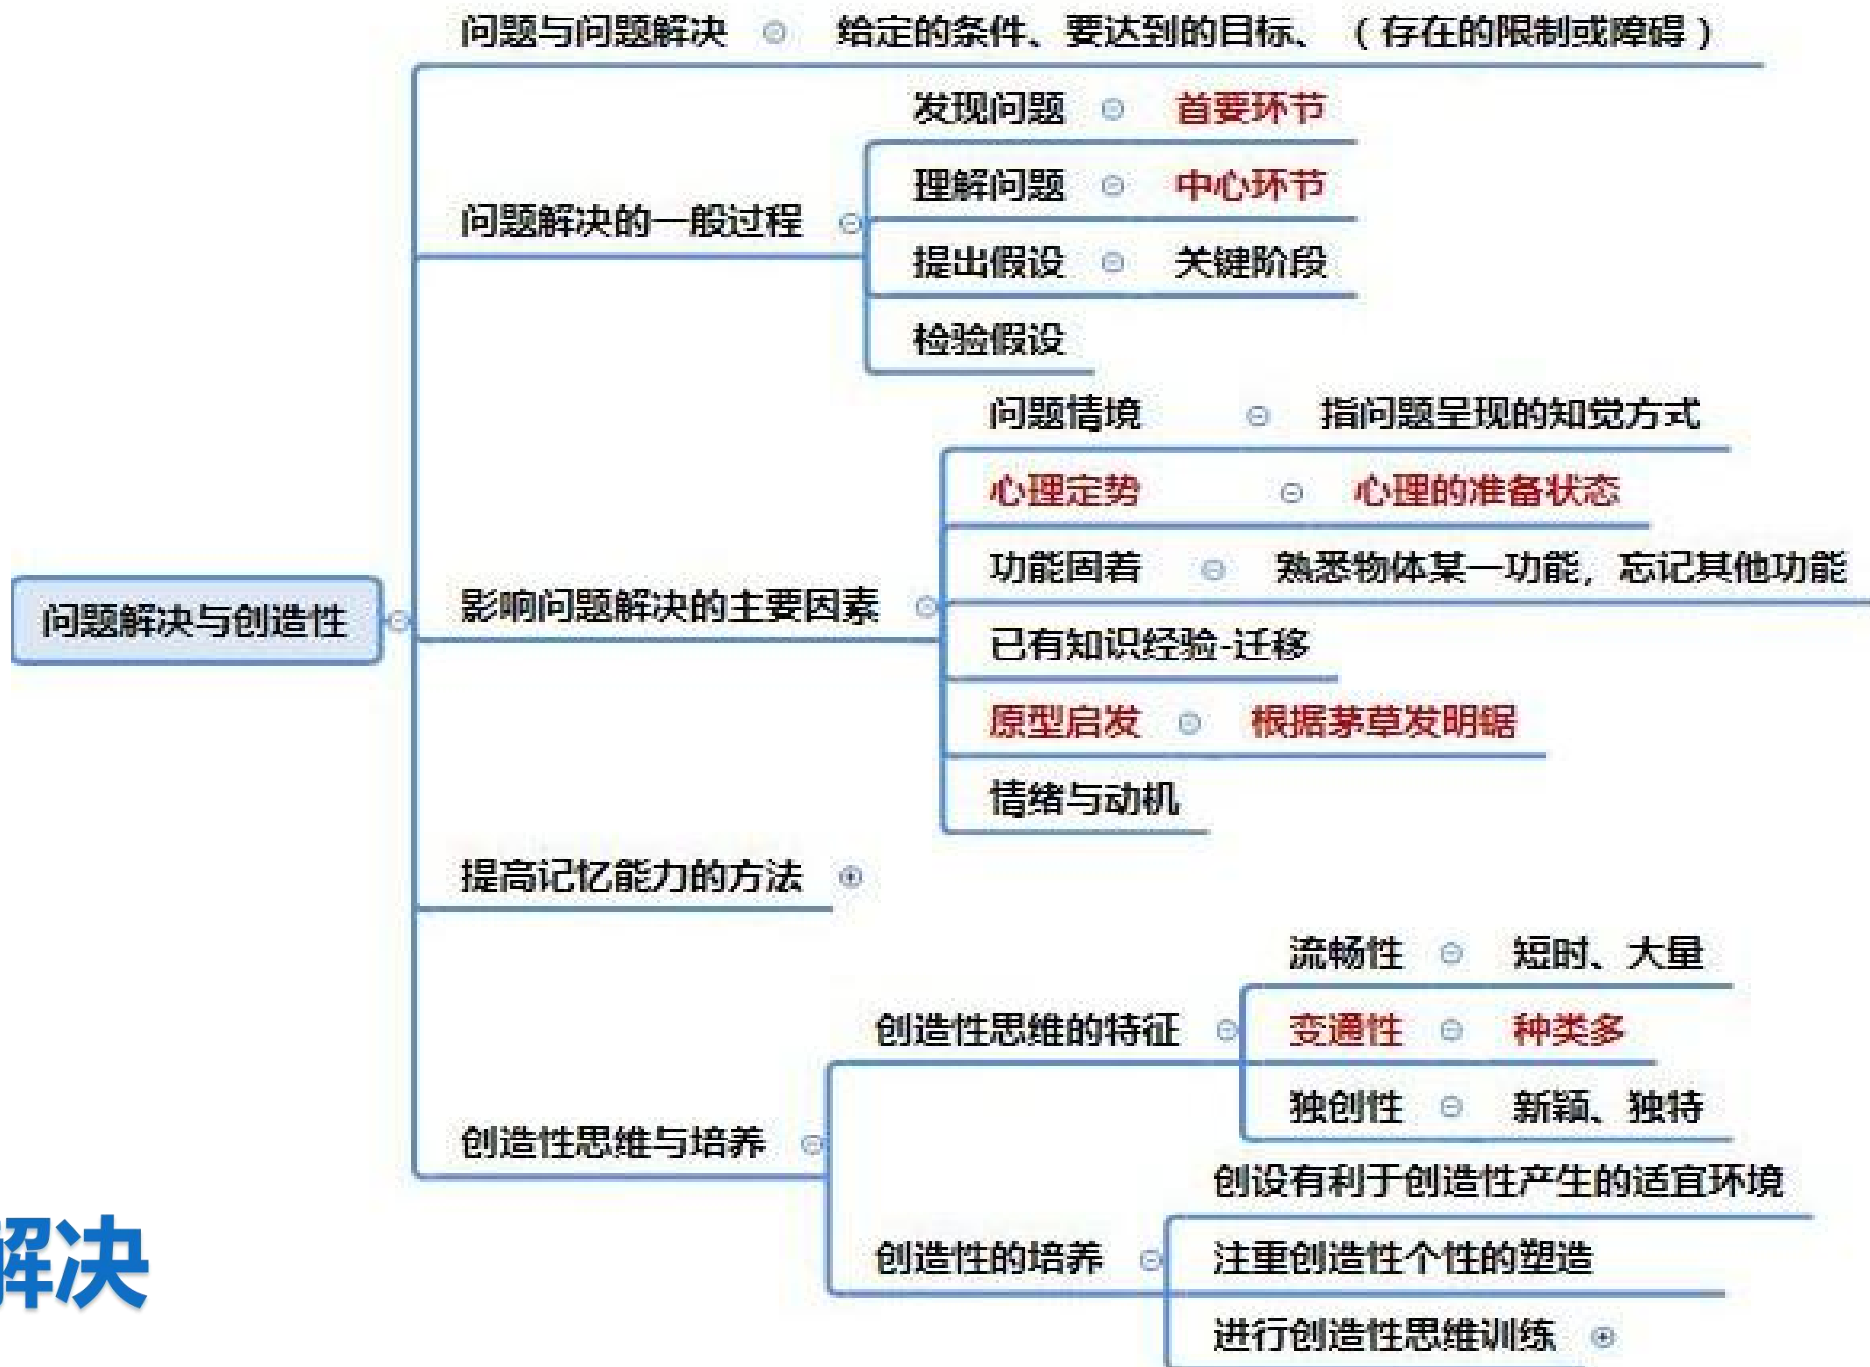 问题与问题解决 给定的条件、要达到的目标、（存在的限制或障碍）
发现问题 首要环节
理解问题 中心环节
问题解决的一般过程
提出假设 关键阶段
检验假设
问题情境 指问题呈现的知觉方式
心理定势 心理的准备状态
功能固着 熟悉物体某一功能，忘记其他功能
影响问题解决的主要因素
问题解决与创造性
已有知识经验-迁移
原型启发 根据茅草发明锯
情绪与动机
提高记忆能力的方法
流畅性 短时、大量
创造性思维的特征
变通性 种类多
独创性 新颖、独特
创造性思维与培养
创设有利于创造性产生的适宜环境
创造性的培养
注重创造性个性的塑造
进行创造性思维训练
解决